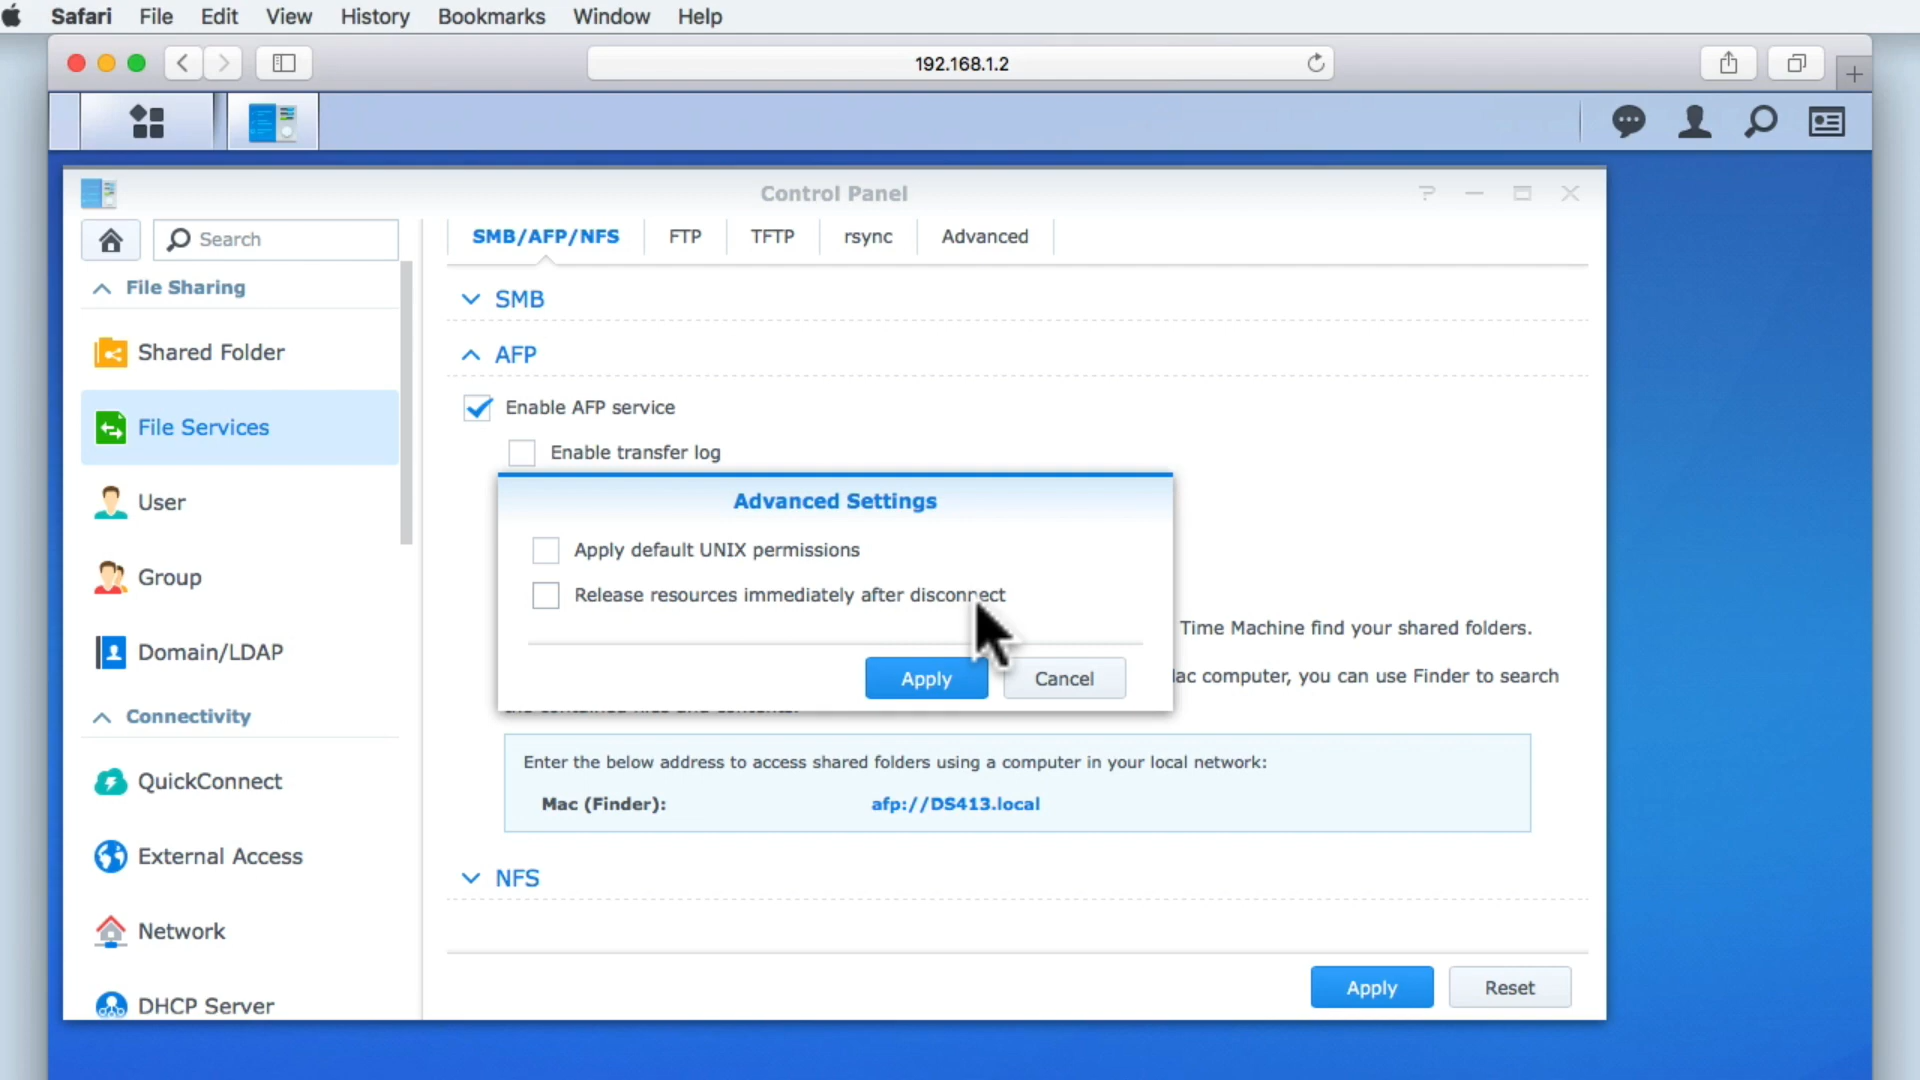 Safari File Edit View History Bookmarks Window Help
192.168.1.2
Control Panel
Search
SMB/AFP/NFS FTP TFTP rsync Advanced
File Sharing
Shared Folder
File Services
User
Group
Domain/LDAP
Connectivity
QuickConnect
External Access
Network
DHCP Server
SMB
AFP
Enable AFP service
Enable transfer log
Advanced Settings
Apply default UNIX permissions
Release resources immediately after disconnect
Apply Cancel
Time Machine find your shared folders.
computer, you can use Finder to search
Enter the below address to access shared folders using a computer in your local network:
Mac (Finder): afp://DS413.local
NFS
Apply Reset